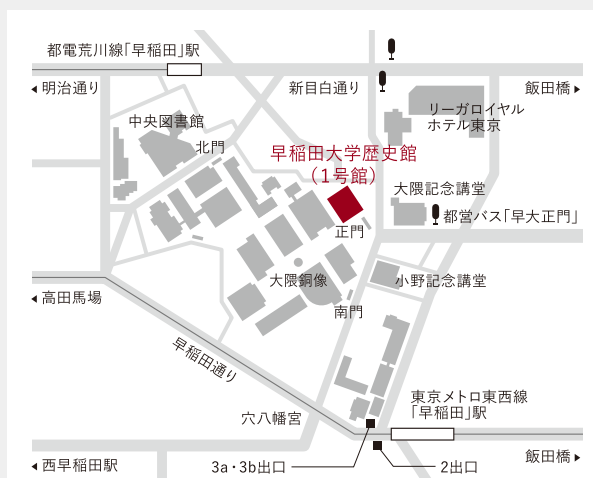 都電荒川線「早稲田」駅
明治通り
新目白通り
飯田橋
リーガロイヤル
ホテル東京
中央図書館
北門
早稲田大学歴史館
(1号館)
大隈記念講堂
都営バス「早大正門」
正門
大隈銅像
小野記念講堂
高田馬場
南門
早稲田通り
東京メトロ東西線
「早稲田」駅
穴八幡宮
西早稲田駅
3a・3b出口
2出口
飯田橋